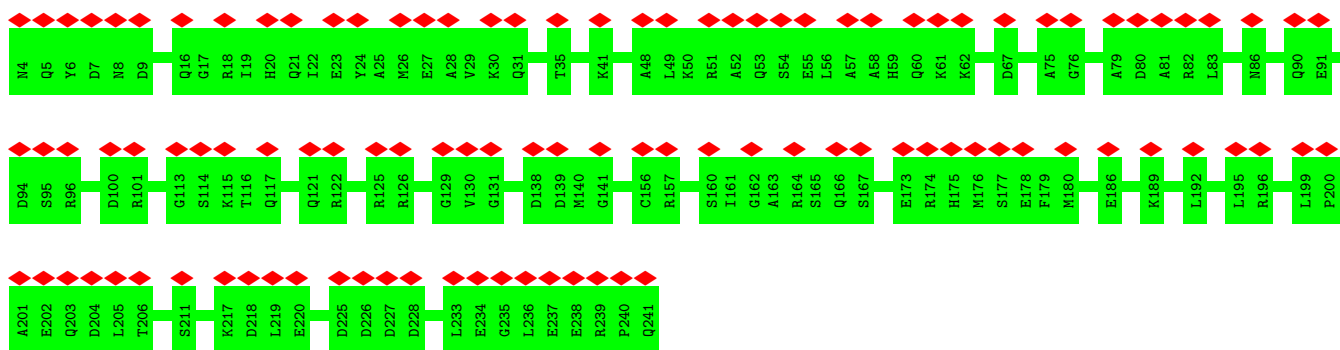 N4 Q5 Y6 D7 N8 D9 Q16 G17 R18 I19 H20 Q21 I22 E23 Y24 A25 M26 E27 A28 V29 K30 Q31 T35 K41 A48 L49 K50 R51 A52 Q53 S54 E55 L56 A57 A58 H59 Q60 K61 K62 D67 A75 G76 A79 D80 A81 R82 L83 N86 Q90 E91
D94 S95 R96 D100 R101 G113 S114 K115 T116 Q117 Q121 R122 R125 R126 G129 V130 G131 D138 D139 M140 G141 C156 R157 S160 I161 G162 A163 R164 S165 Q166 S167 E173 R174 H175 M176 S177 E178 F179 M180 E186 K189 L192 L195 R196 L199 P200
A201 E202 Q203 D204 L205 T206 S211 K217 D218 L219 E220 D225 D226 D227 D228 L233 E234 G235 L236 E237 E238 R239 P240 Q241